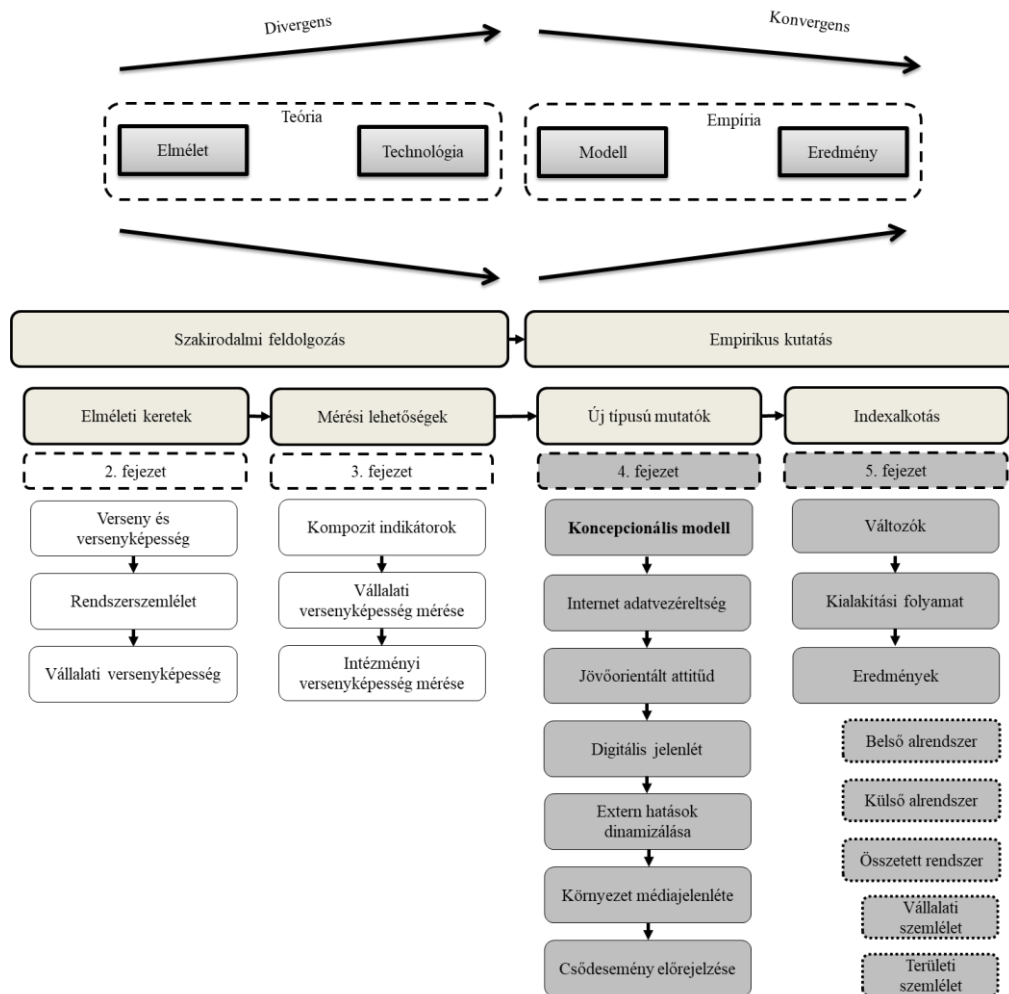 Divergens
Konvergens
Teória
Elmélet
Technológia
Empíria
Modell
Eredmény
Szakirodalmi feldolgozás
Empirikus kutatás
Elméleti keretek
Mérési lehetőségek
Új típusú mutatók
Indexalkotás
2. fejezet
3. fejezet
4. fejezet
5. fejezet
Verseny és
versenyképesség
Rendszerszemlélet
Vállalati versenyképesség
Kompozit indikátorok
Vállalati
versenyképesség mérése
Intézményi
versenyképesség mérése
Koncepcionális modell
Internet adatvezéreltség
Jövőorientált attitűd
Digitális jelenlét
Extern hatások
dinamizálása
Környezet médiajelenléte
Csődesemény előrejelzése
Változók
Kialakítási folyamat
Eredmények
Belső alrendszer
Külső alrendszer
Összetett rendszer
Vállalati
szemlélet
Területi
szemlélet